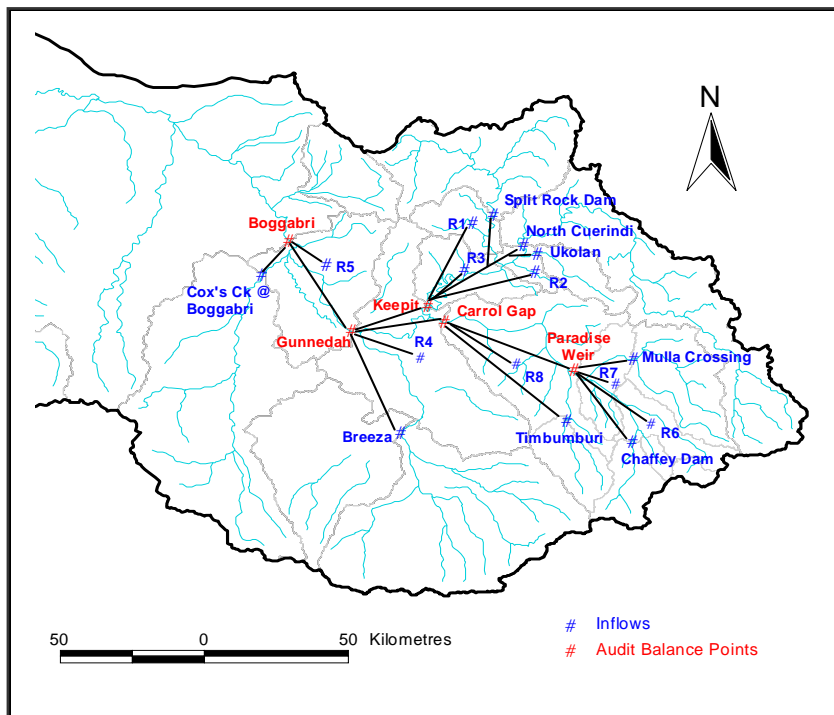 N
Split Rock Dam
Boggabri
R1
North Cuerindi
Ukolan
R3
R5
R2
Cox's Ck @
Boggabri
Keepit
Carrol Gap
Gunnedah
R4
Paradise
Weir
Mulla Crossing
R7
R8
Breeza
Timbumburi
R6
Chaffey Dam
50 0 50 Kilometres
# Inflows
# Audit Balance Points